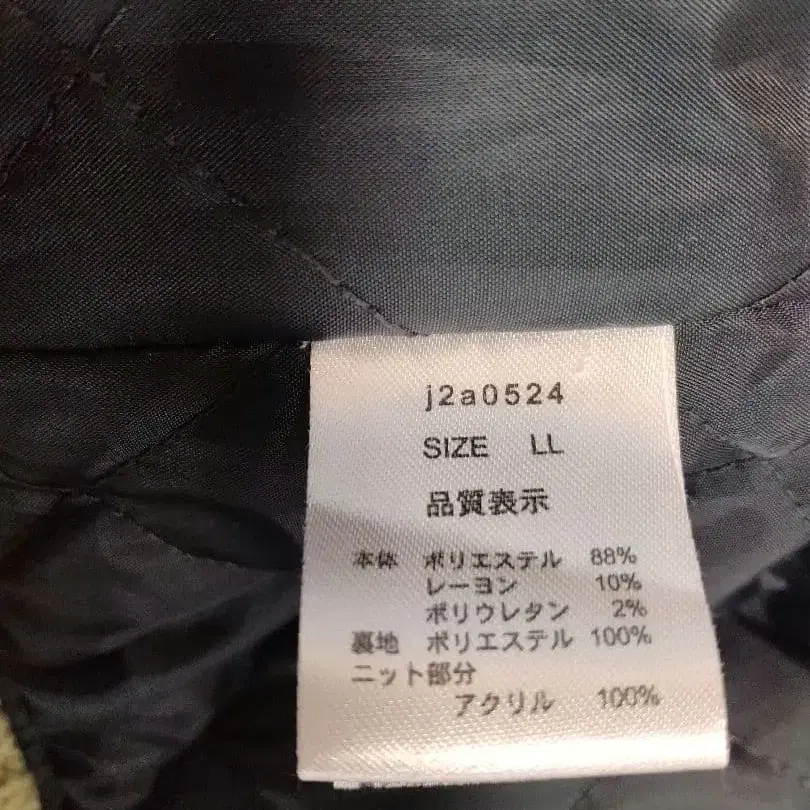 j2a0524
SIZE LL
品質表示
本体 ポリエステル 88%
レーヨン 10%
ポリウレタン 2%
裏地 ポリエステル 100%
ニット部分
アクリル 100%